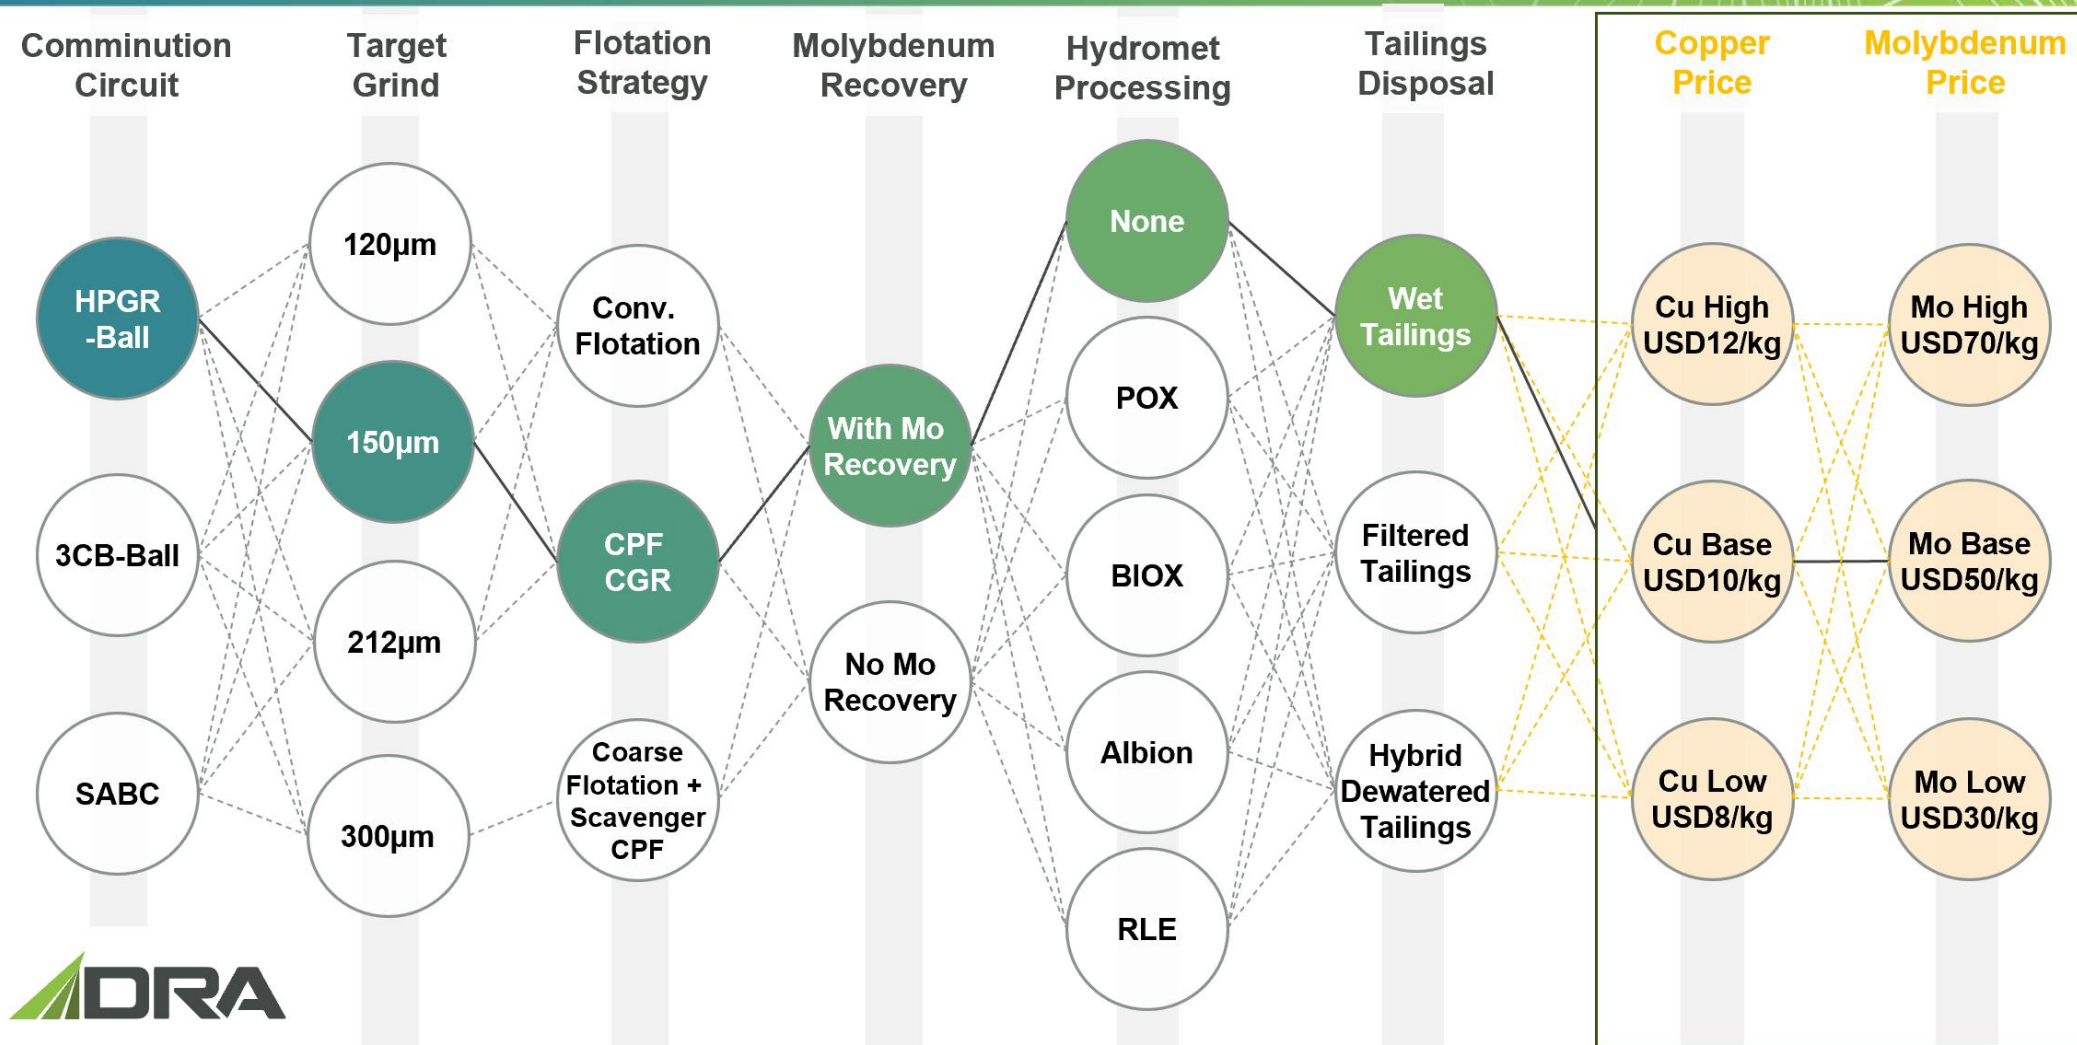 Comminution
Circuit
Target
Grind
Flotation
Strategy
Molybdenum
Recovery
Hydromet
Processing
Tailings
Disposal
Copper
Price
Molybdenum
Price
HPGR
-Ball
3CB-Ball
SABC
120µm
150µm
212µm
300µm
Conv.
Flotation
CPF
CGR
Coarse
Flotation +
Scavenger
CPF
With Mo
Recovery
No Mo
Recovery
None
POX
BIOX
Albion
RLE
Wet
Tailings
Filtered
Tailings
Hybrid
Dewatered
Tailings
Cu High
USD12/kg
Cu Base
USD10/kg
Cu Low
USD8/kg
Mo High
USD70/kg
Mo Base
USD50/kg
Mo Low
USD30/kg
DRA